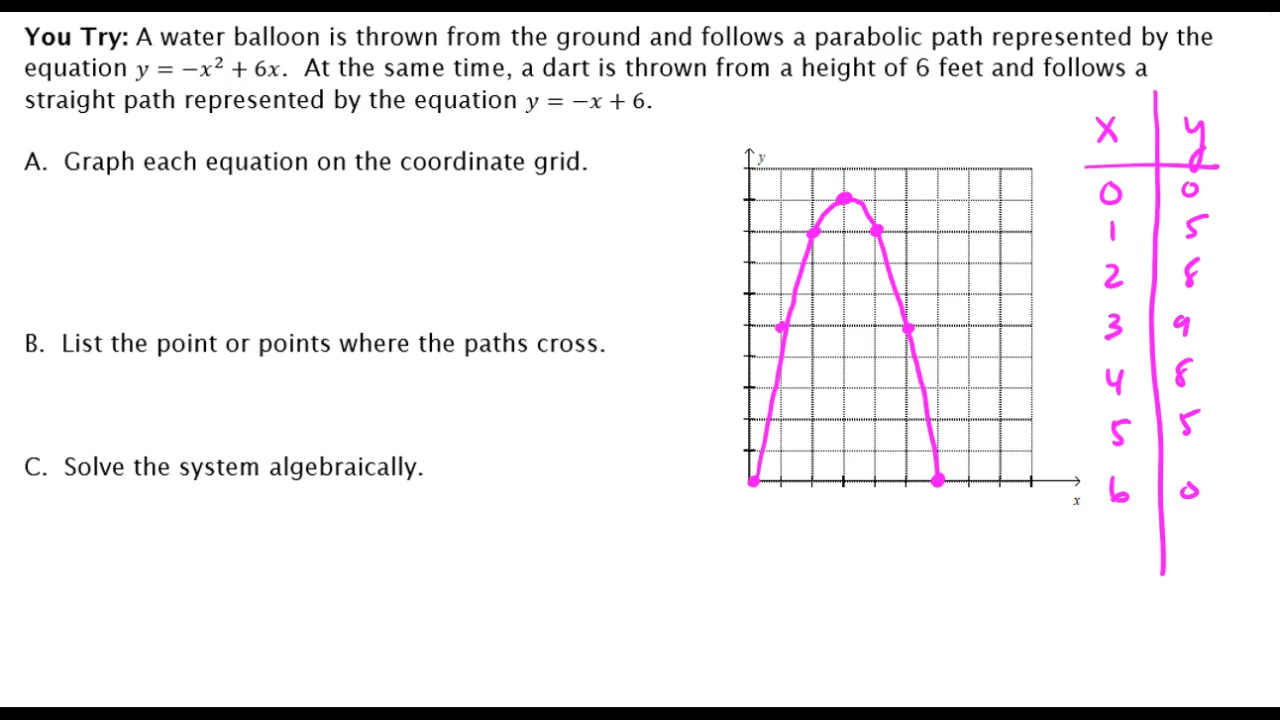 You Try: A water balloon is thrown from the ground and follows a parabolic path represented by the
equation y = −x² + 6x. At the same time, a dart is thrown from a height of 6 feet and follows a
straight path represented by the equation y = −x + 6.
A. Graph each equation on the coordinate grid.
B. List the point or points where the paths cross.
C. Solve the system algebraically.
y
x
x y
0 0
1 5
2 8
3 9
4 8
5 5
6 0